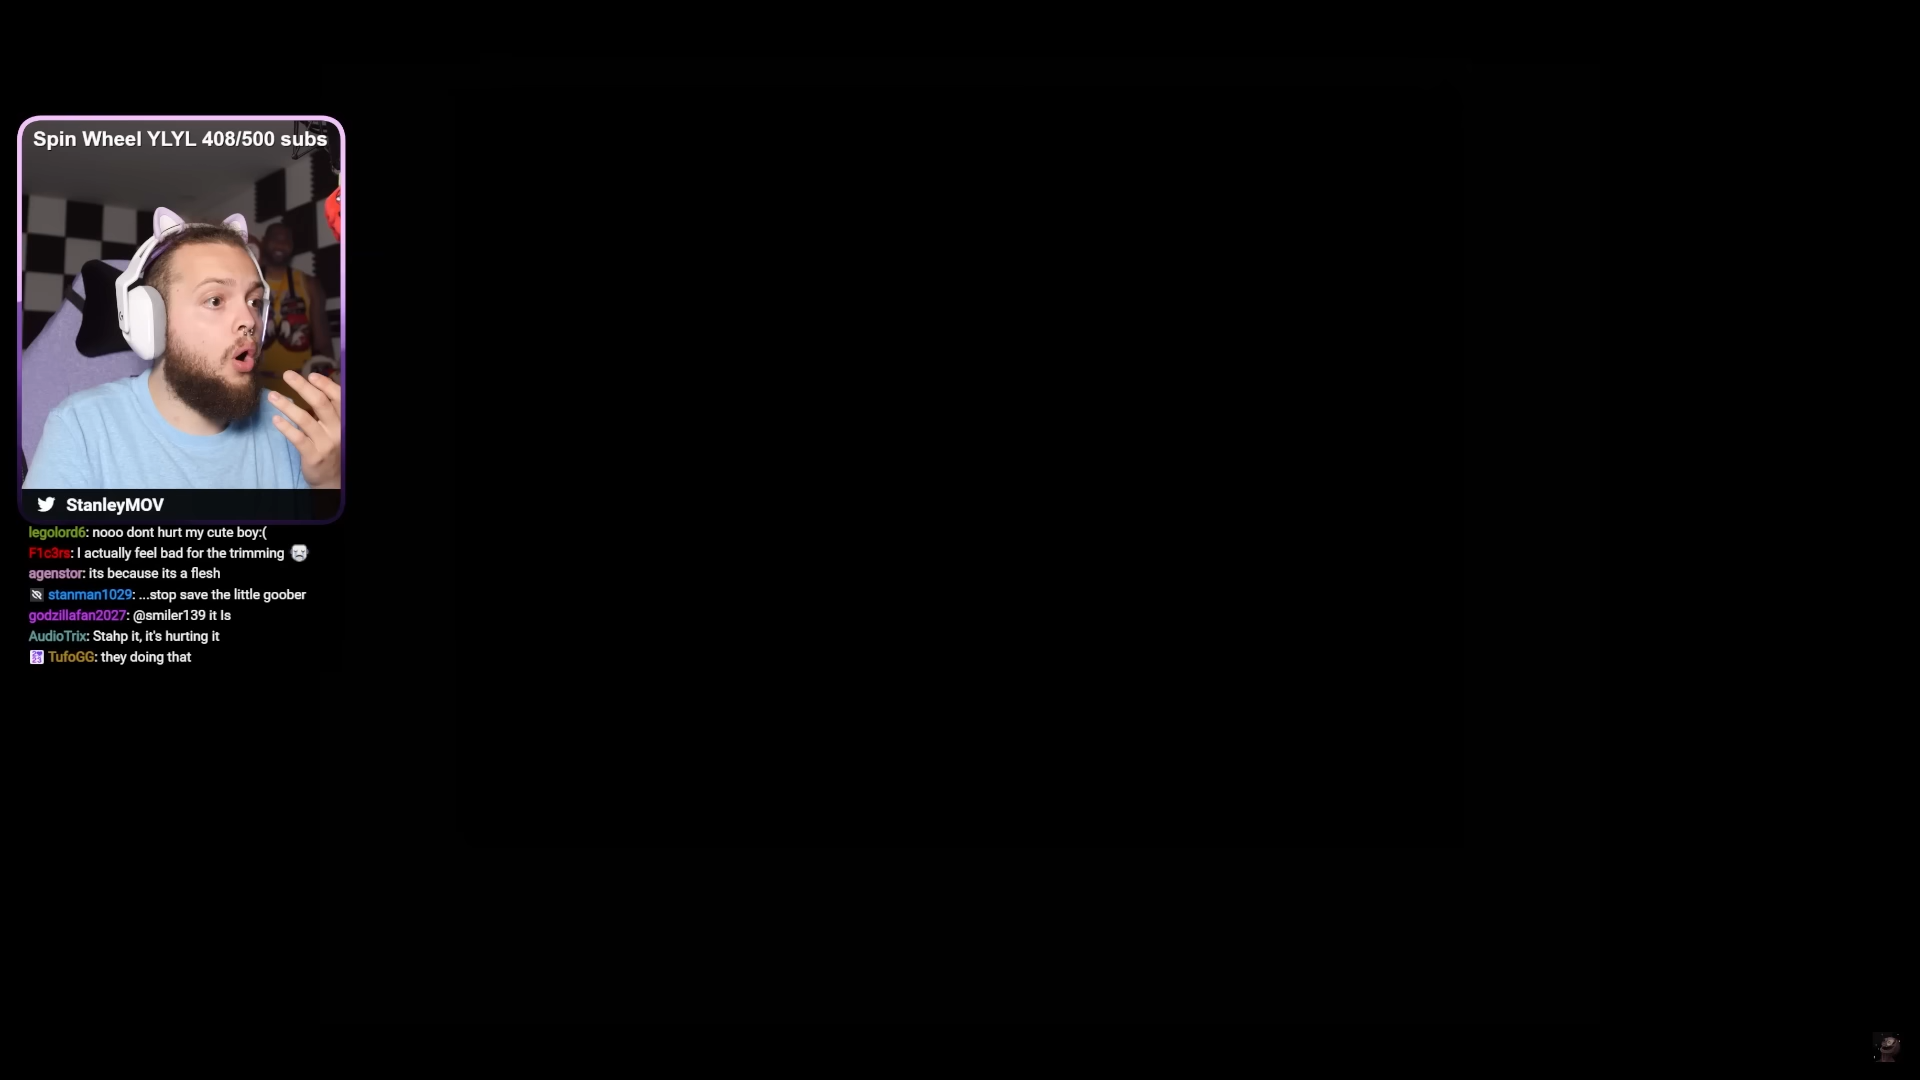 Spin Wheel YLYL 408/500 subs
StanleyMOV
legolord6: nooo dont hurt my cute boy:(
F1c3rs: I actually feel bad for the trimming
agenstor: its because its a flesh
stanman1029: ...stop save the little goober
godzillafan2027: @smiler139 it Is
AudioTrix: Stahp it, it's hurting it
TufoGG: they doing that